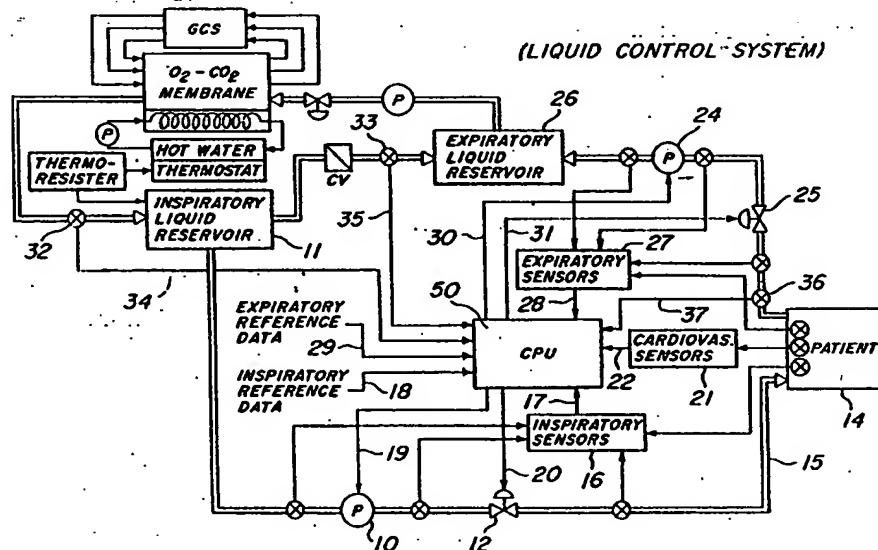 GCS
(LIQUID CONTROL SYSTEM)
O₂-CO₂
MEMBRANE
P
26
24
P
33
EXPIRATORY
LIQUID
RESERVOIR
P
HOT WATER
THERMOSTAT
THERMO-
RESISTER
CV
25
35
30
31
INSPIRATORY
LIQUID
RESERVOIR
32
11
27
EXPIRATORY
SENSORS
36
34
50
28
37
EXPIRATORY
REFERENCE
DATA
29
CPU
CARDIOVAS.
SENSORS
PATIENT
22
21
INSPIRATORY
REFERENCE
DATA
18
17
14
INSPIRATORY
SENSORS
19
20
16
15
P
10
12